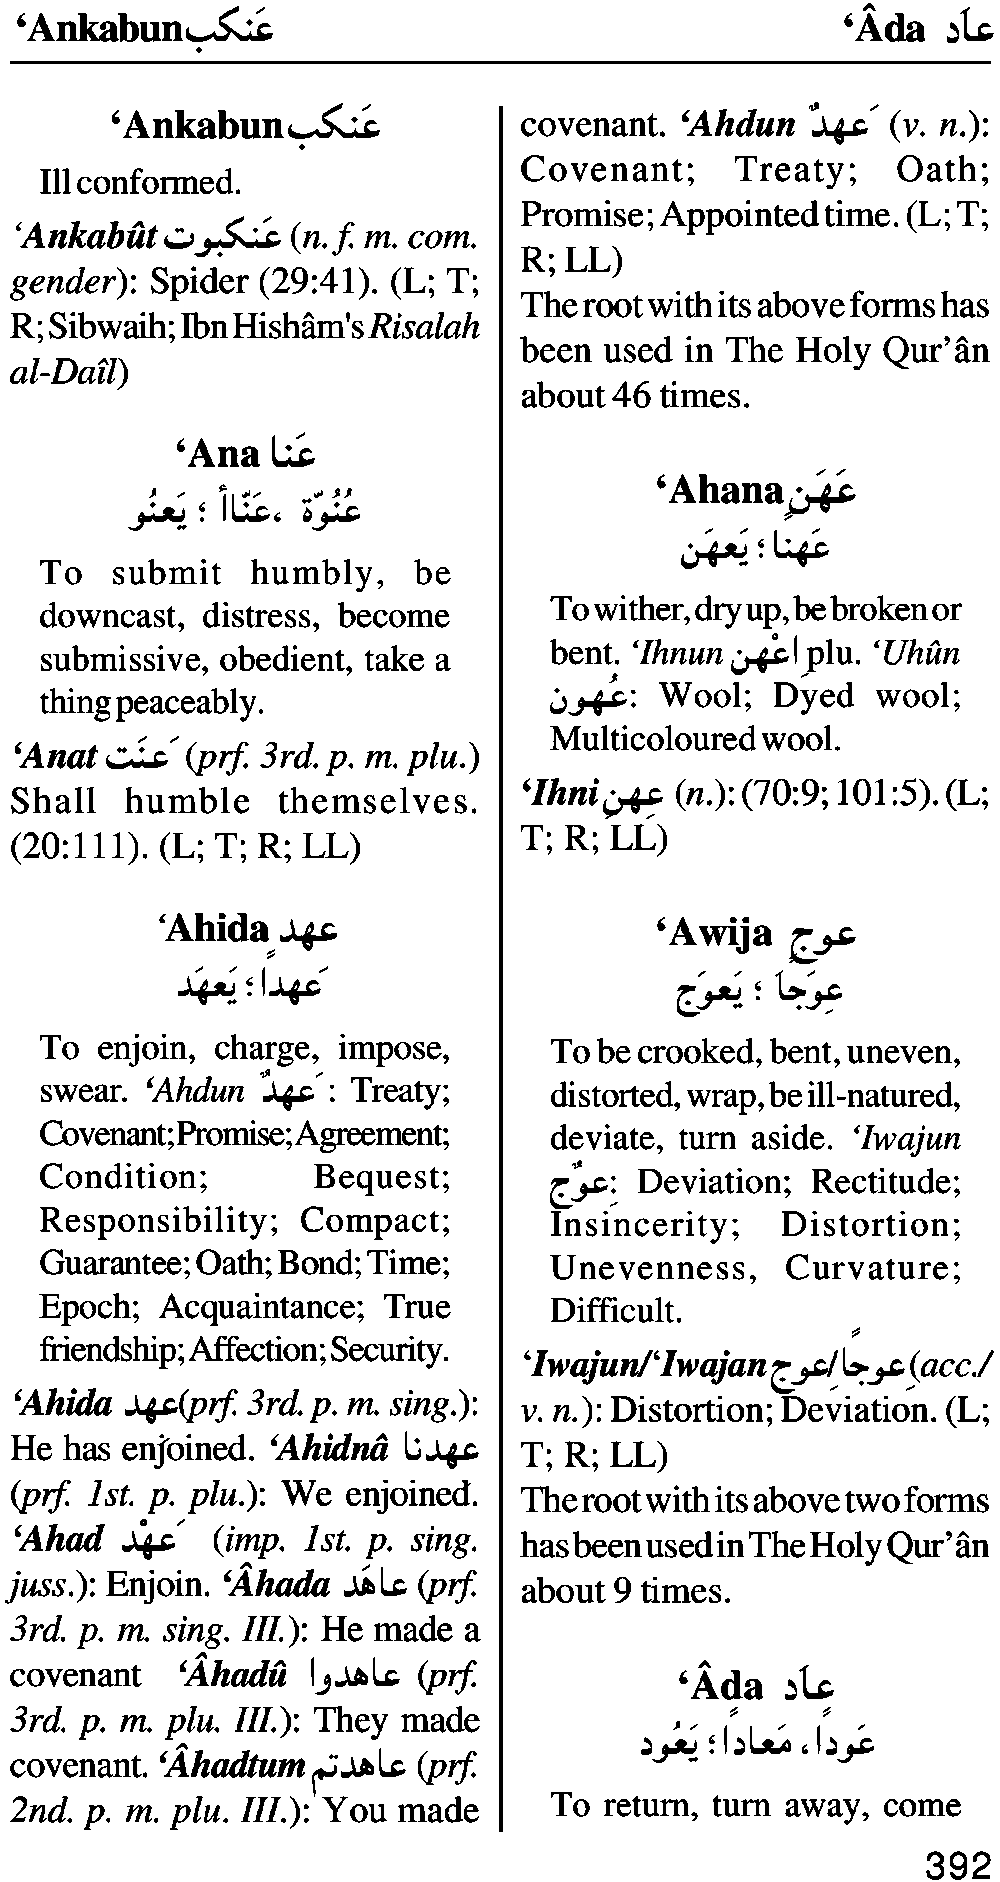 ‘Ankabun عَنكب
‘Âda عاَد
‘Ankabun عَنكب
Ill conformed.
‘Ankabût عَنكبوت (n. f. m. com.
gender): Spider (29:41). (L; T;
R; Sibwaih; Ibn Hishâm's Risalah
al-Daîl)
‘Ana عَنا
عُنُوّة ،عَنّاأ ؛ يَعنُو
To submit humbly, be
downcast, distress, become
submissive, obedient, take a
thing peaceably.
‘Anat عَنَت (prf. 3rd. p. m. plu.)
Shall humble themselves.
(20:111). (L; T; R; LL)
‘Ahida عهِد
عَهداً؛ يَعهَد
To enjoin, charge, impose,
swear. ‘Ahdun عَهدٌ : Treaty;
Covenant; Promise; Agreement;
Condition; Bequest;
Responsibility; Compact;
Guarantee; Oath; Bond; Time;
Epoch; Acquaintance; True
friendship; Affection; Security.
‘Ahida عهِد (prf. 3rd. p. m. sing.):
He has enjoined. ‘Ahidnâ عهِدنا
(prf. 1st. p. plu.): We enjoined.
‘Ahad عَهْد (imp. 1st. p. sing.
juss.): Enjoin. ‘Âhada عاهَد (prf.
3rd. p. m. sing. III.): He made a
covenant ‘Âhadû عاهدوا (prf.
3rd. p. m. plu. III.): They made
covenant. ‘Âhadtum عاهدتم (prf.
2nd. p. m. plu. III.): You made
covenant. ‘Ahdun عَهدٌ (v. n.):
Covenant; Treaty; Oath;
Promise; Appointed time. (L; T;
R; LL)
The root with its above forms has
been used in The Holy Qur’ân
about 46 times.
‘Ahana عَهَن
عَهناً؛ يَعهَن
To wither, dry up, be broken or
bent. ‘Ihnun اعْهِن plu. ‘Uhûn
عُهون: Wool; Dyed wool;
Multicoloured wool.
‘Ihni عِهنِ (n.): (70:9; 101:5). (L;
T; R; LL)
‘Awija عوِج
عِوَجاً ؛ يَعوَج
To be crooked, bent, uneven,
distorted, wrap, be ill-natured,
deviate, turn aside. ‘Iwajun
عِوّج: Deviation; Rectitude;
Insincerity; Distortion;
Unevenness, Curvature;
Difficult.
‘Iwajun/‘Iwajan عِوجاً/عِوج (acc./
v. n.): Distortion; Deviation. (L;
T; R; LL)
The root with its above two forms
has been used in The Holy Qur’ân
about 9 times.
‘Âda عاَد
عَوداً، مَعاداً؛ يَعُود
To return, turn away, come
392